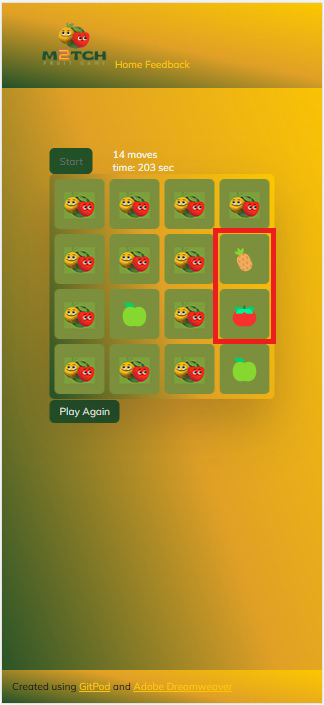 M2TCH
FRUIT GAME
Home Feedback
Start
14 moves
time: 203 sec
Play Again
Created using GitPod and Adobe Dreamweaver